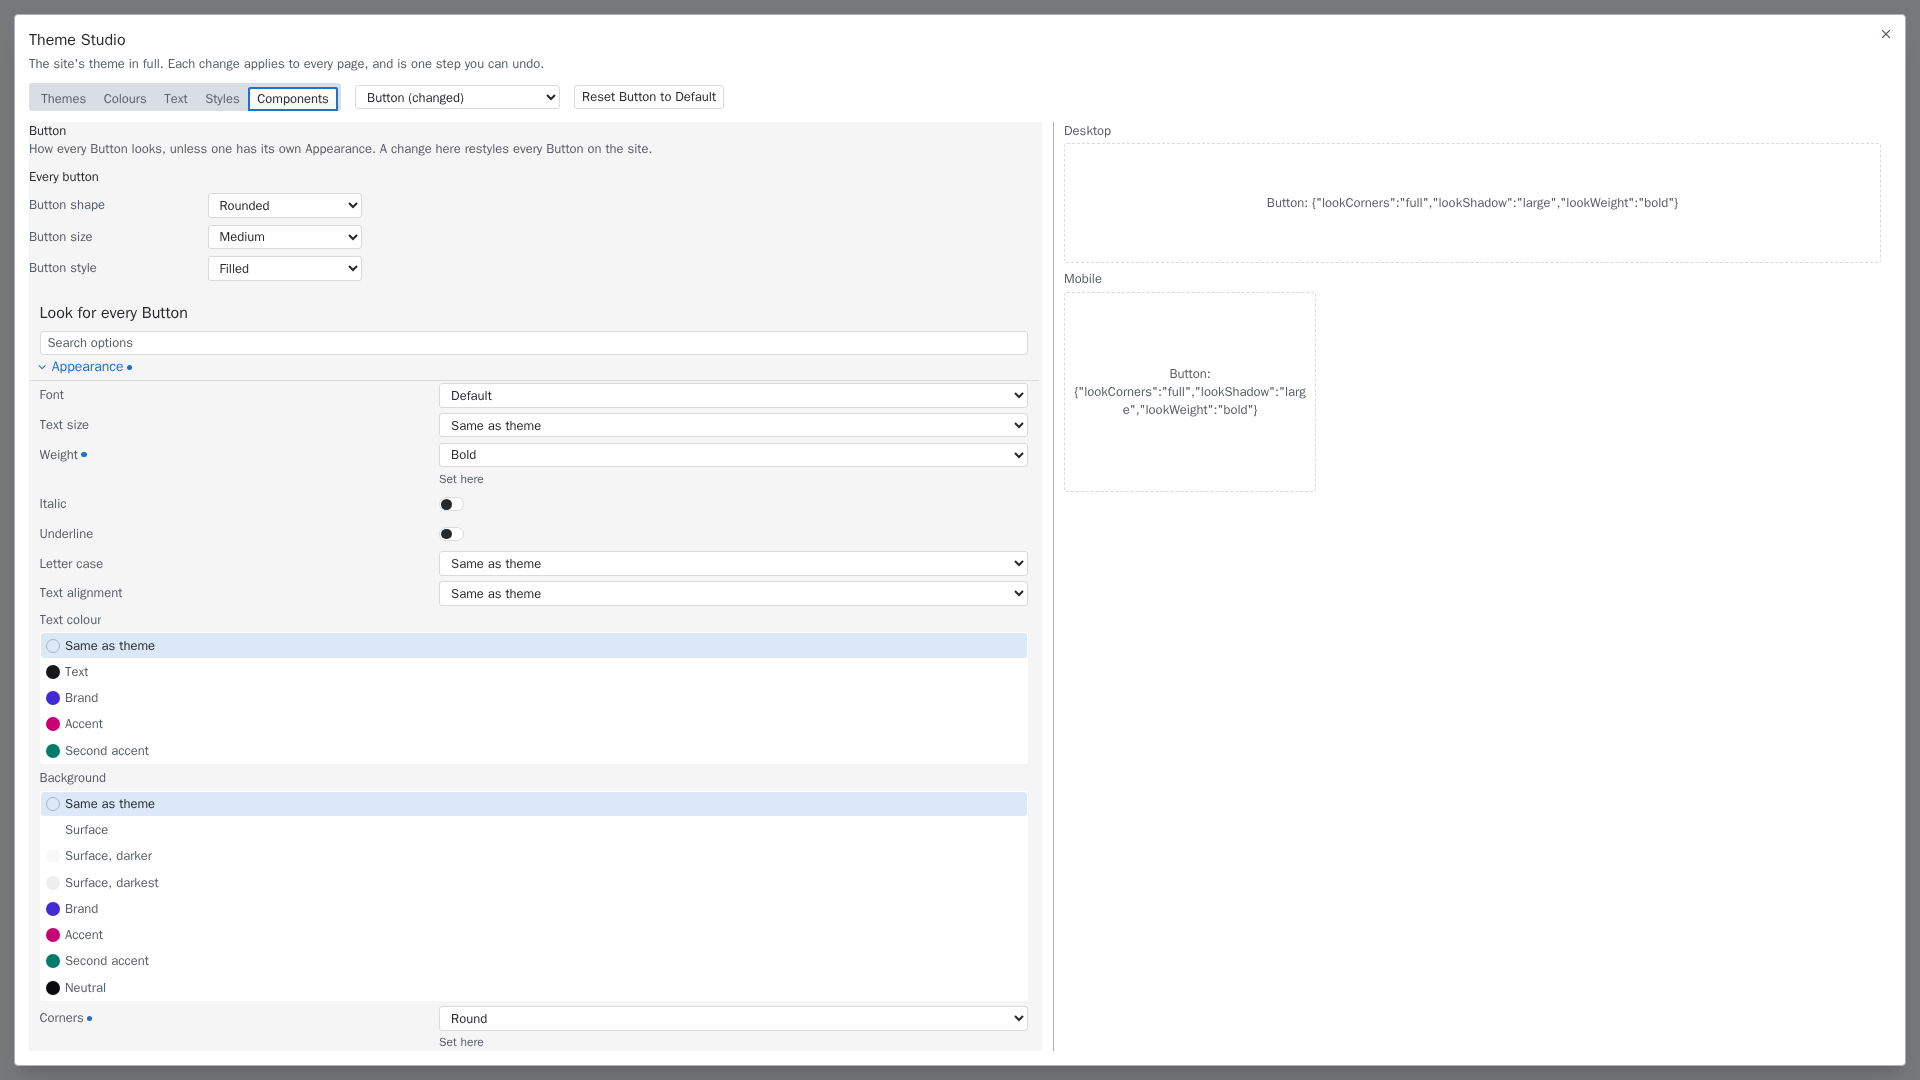 Theme Studio
The site's theme in full. Each change applies to every page, and is one step you can undo.
Themes Colours Text Styles Components Button (changed) Reset Button to Default
Button
How every Button looks, unless one has its own Appearance. A change here restyles every Button on the site.
Every button
Button shape Rounded
Button size Medium
Button style Filled
Look for every Button
Search options
Appearance
Font Default
Text size Same as theme
Weight Bold
Set here
Italic
Underline
Letter case Same as theme
Text alignment Same as theme
Text colour
Same as theme
Text
Brand
Accent
Second accent
Background
Same as theme
Surface
Surface, darker
Surface, darkest
Brand
Accent
Second accent
Neutral
Corners Round
Set here
Desktop
Button: {"lookCorners":"full","lookShadow":"large","lookWeight":"bold"}
Mobile
Button:
{"lookCorners":"full","lookShadow":"larg
e","lookWeight":"bold"}